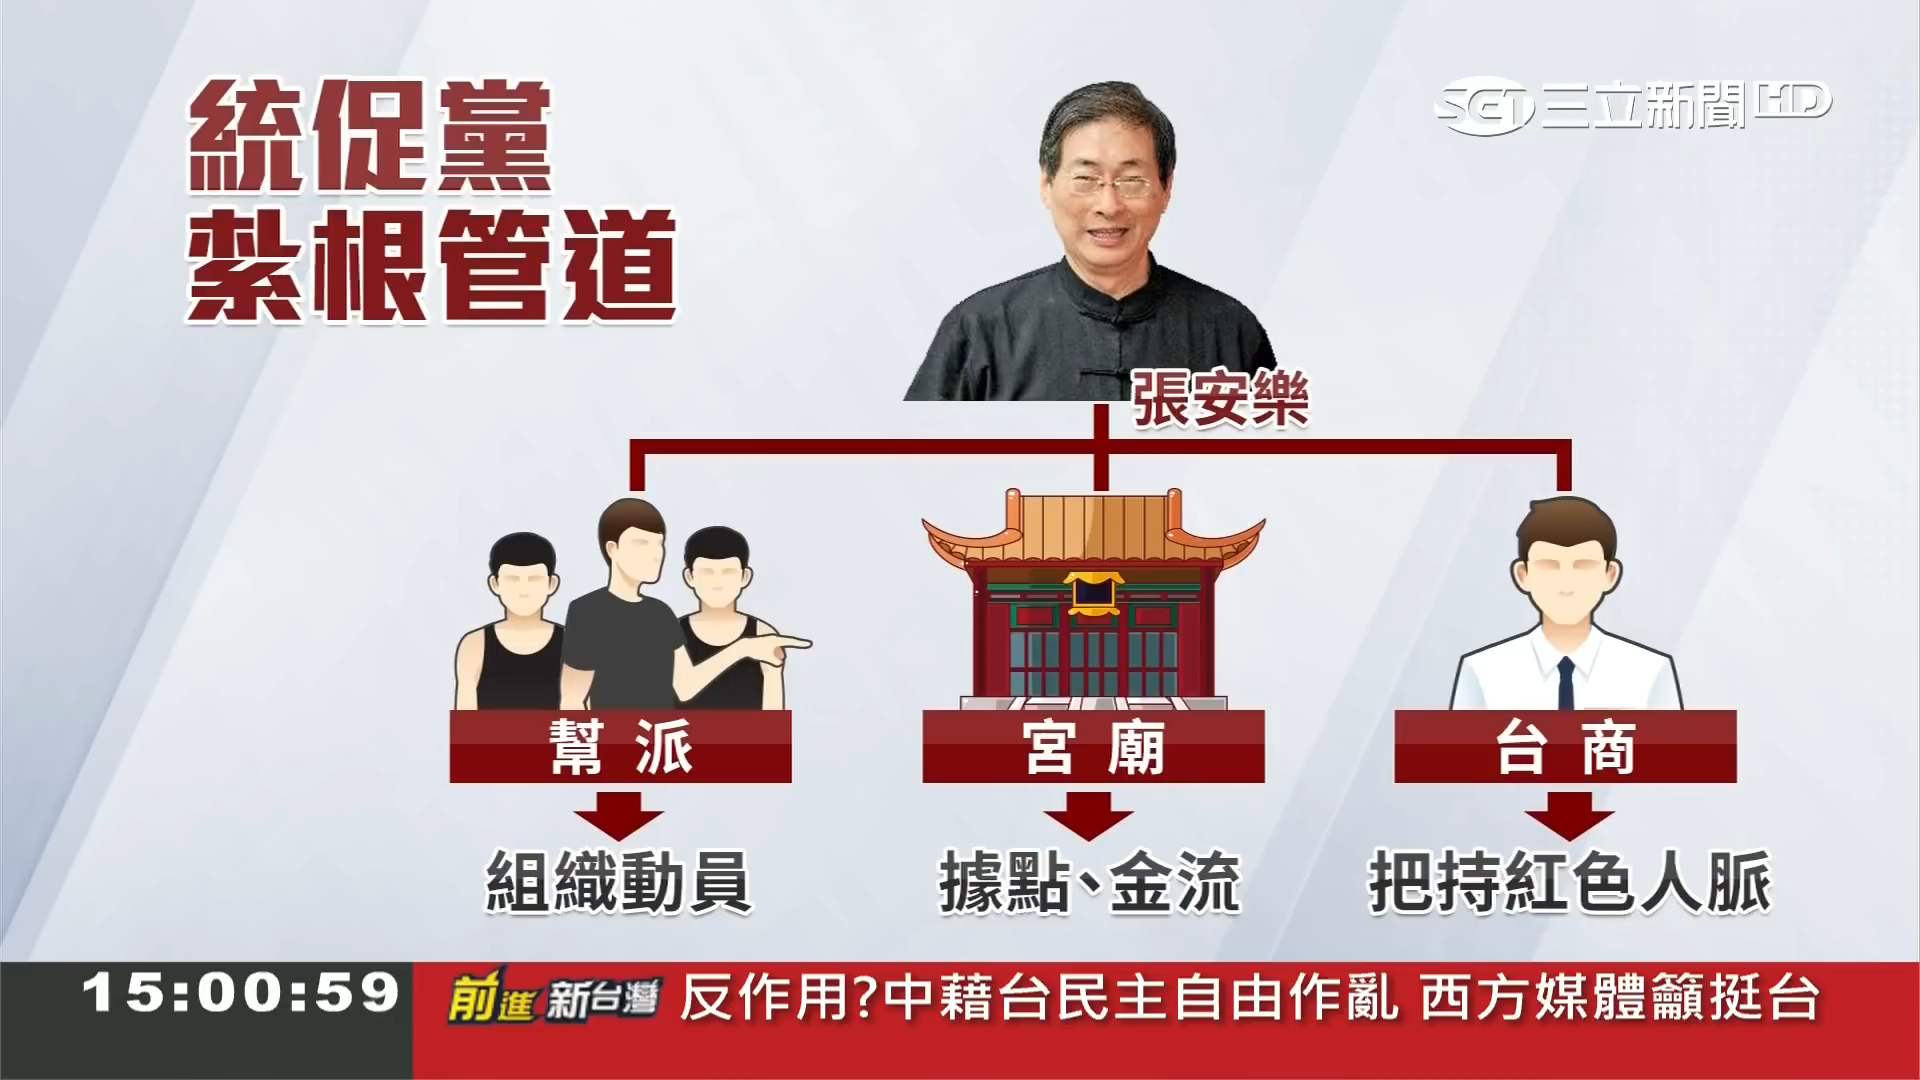 統促黨
紮根管道
SET三立新聞HD
張安樂
幫派
宮廟
台商
組織動員
據點、金流
把持紅色人脈
15:00:59
前進新台灣
反作用?中藉台民主自由作亂 西方媒體籲挺台